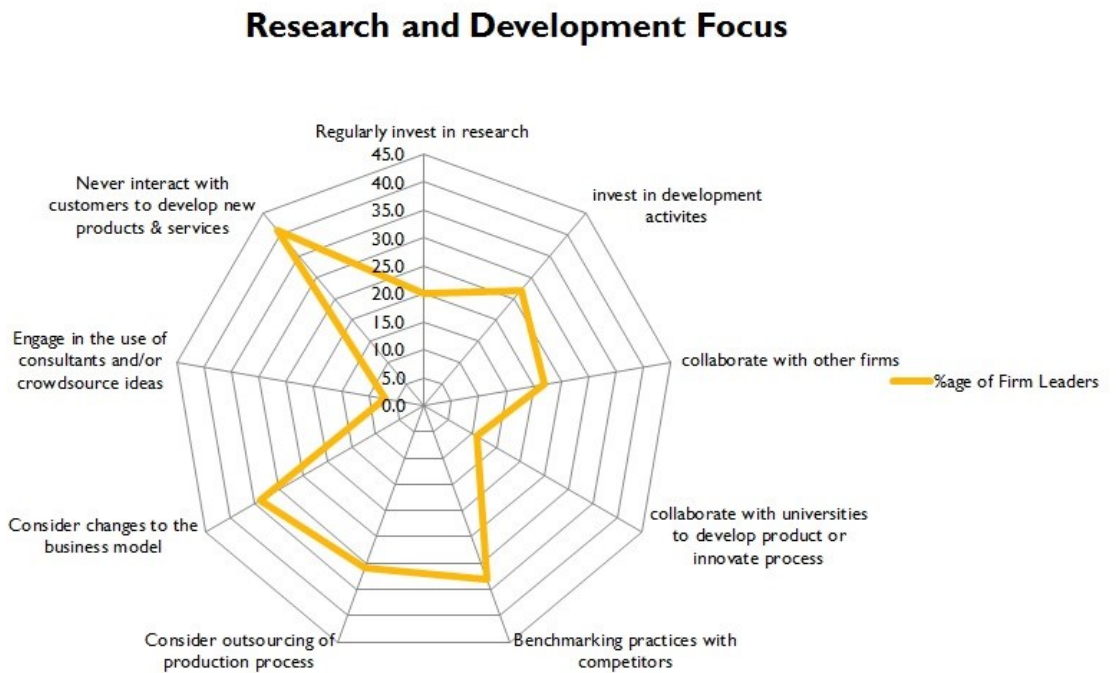 Research and Development Focus
Regularly invest in research
45.0
40.0
35.0
30.0
25.0
20.0
15.0
10.0
5.0
0.0
invest in development
activites
collaborate with other firms
%age of Firm Leaders
collaborate with universities
to develop product or
innovate process
Benchmarking practices with
competitors
Consider outsourcing of
production process
Consider changes to the
business model
Engage in the use of
consultants and/or
crowdsource ideas
Never interact with
customers to develop new
products & services